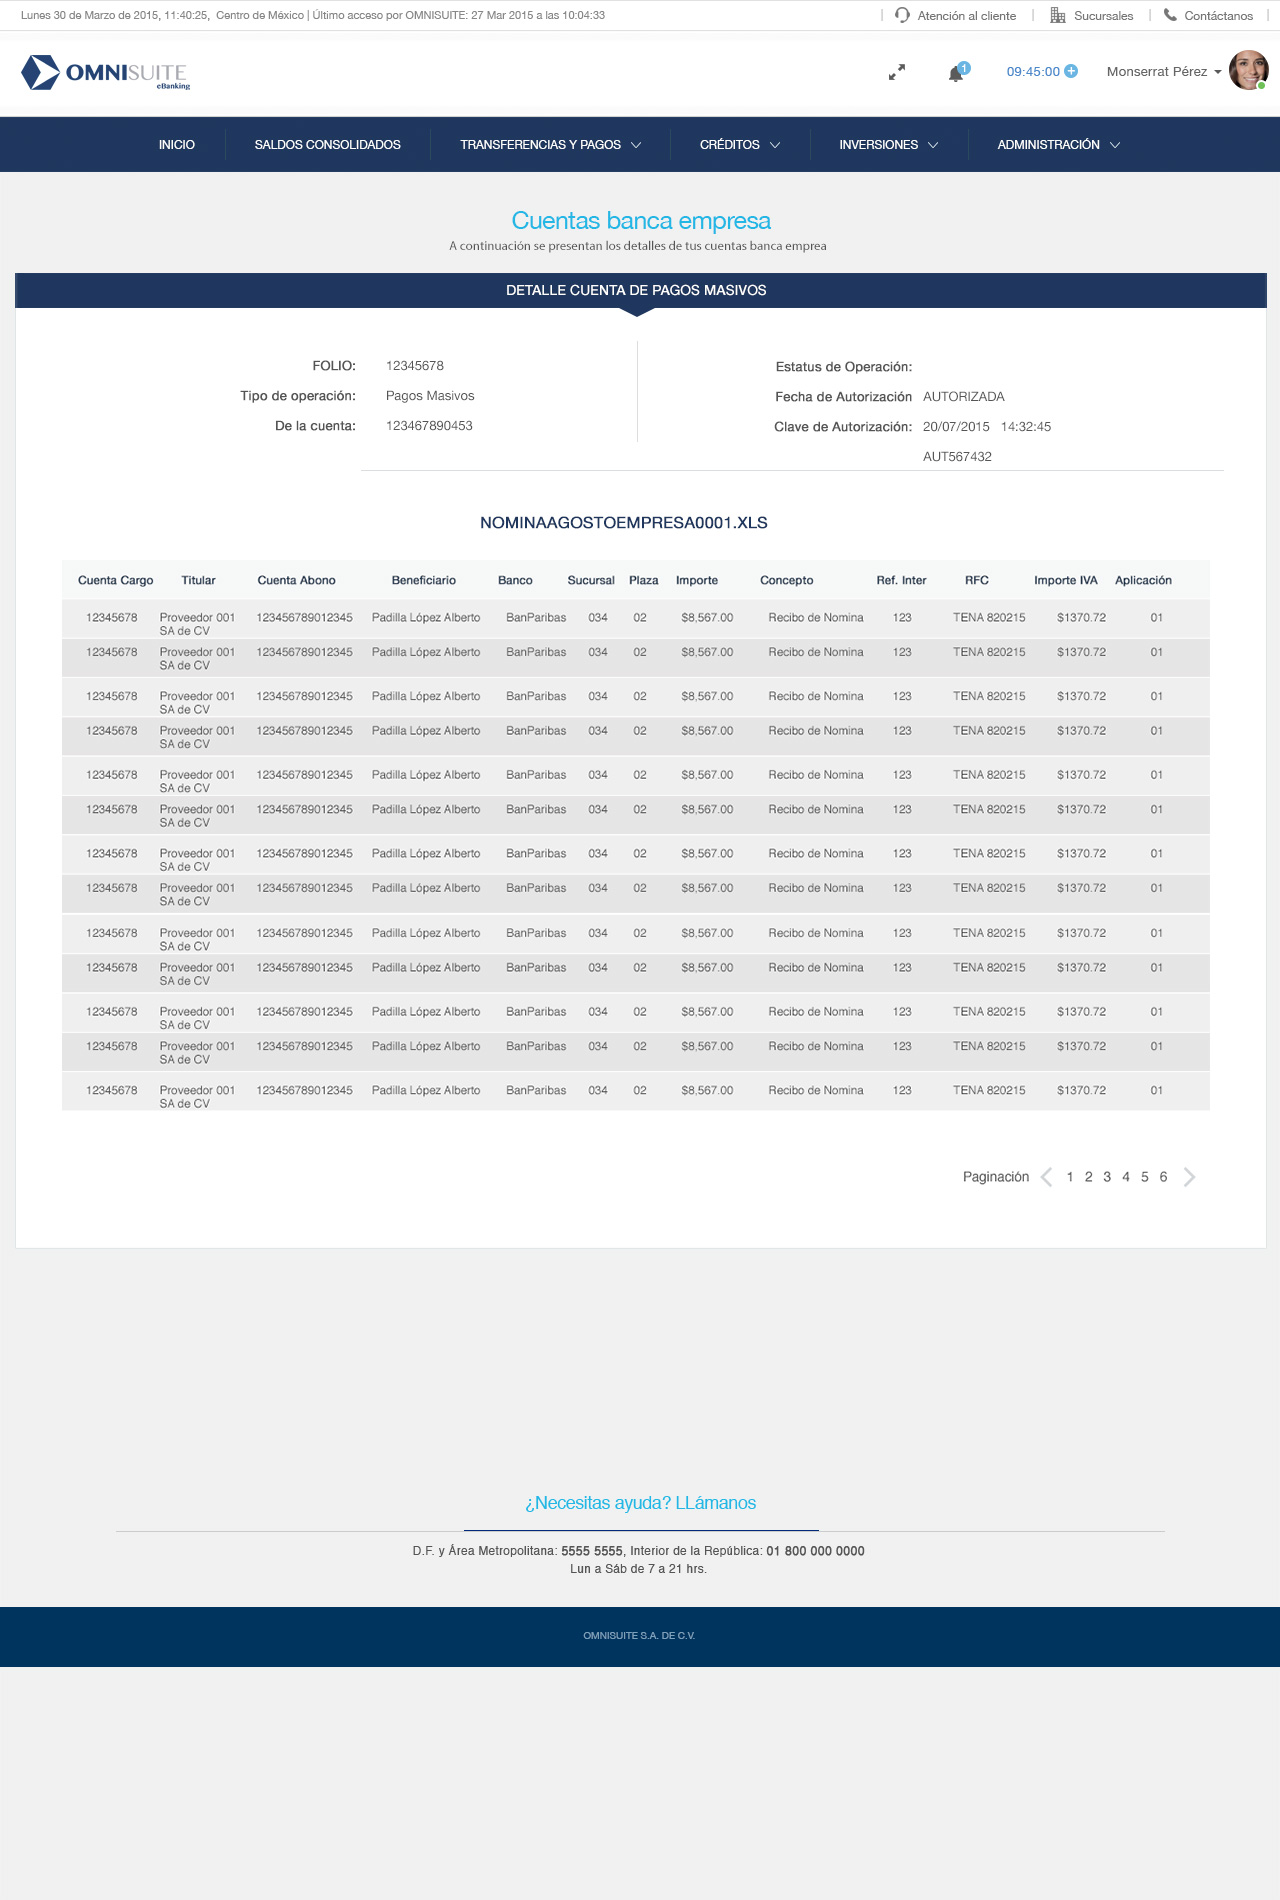 Lunes 30 de Marzo de 2015, 11:40:25,  Centro de México | Último acceso por OMNISUITE: 27 Mar 2015 a las 10:04:33
| Atención al cliente | Sucursales | Contáctanos |
OMNISUITE
eBanking
1
09:45:00
Monserrat Pérez
INICIO SALDOS CONSOLIDADOS TRANSFERENCIAS Y PAGOS CRÉDITOS INVERSIONES ADMINISTRACIÓN
Cuentas banca empresa
A continuación se presentan los detalles de tus cuentas banca emprea
DETALLE CUENTA DE PAGOS MASIVOS
FOLIO: 12345678
Tipo de operación: Pagos Masivos
De la cuenta: 123467890453
Estatus de Operación:
Fecha de Autorización AUTORIZADA
Clave de Autorización: 20/07/2015 14:32:45
AUT567432
NOMINAAGOSTOEMPRESA0001.XLS
Cuenta Cargo Titular Cuenta Abono Beneficiario Banco Sucursal Plaza Importe Concepto Ref. Inter RFC Importe IVA Aplicación
12345678 Proveedor 001 123456789012345 Padilla López Alberto BanParibas 034 02 $8,567.00 Recibo de Nomina 123 TENA 820215 $1370.72 01
SA de CV
12345678 Proveedor 001 123456789012345 Padilla López Alberto BanParibas 034 02 $8,567.00 Recibo de Nomina 123 TENA 820215 $1370.72 01
SA de CV
12345678 Proveedor 001 123456789012345 Padilla López Alberto BanParibas 034 02 $8,567.00 Recibo de Nomina 123 TENA 820215 $1370.72 01
SA de CV
12345678 Proveedor 001 123456789012345 Padilla López Alberto BanParibas 034 02 $8,567.00 Recibo de Nomina 123 TENA 820215 $1370.72 01
SA de CV
12345678 Proveedor 001 123456789012345 Padilla López Alberto BanParibas 034 02 $8,567.00 Recibo de Nomina 123 TENA 820215 $1370.72 01
SA de CV
12345678 Proveedor 001 123456789012345 Padilla López Alberto BanParibas 034 02 $8,567.00 Recibo de Nomina 123 TENA 820215 $1370.72 01
SA de CV
12345678 Proveedor 001 123456789012345 Padilla López Alberto BanParibas 034 02 $8,567.00 Recibo de Nomina 123 TENA 820215 $1370.72 01
SA de CV
12345678 Proveedor 001 123456789012345 Padilla López Alberto BanParibas 034 02 $8,567.00 Recibo de Nomina 123 TENA 820215 $1370.72 01
SA de CV
12345678 Proveedor 001 123456789012345 Padilla López Alberto BanParibas 034 02 $8,567.00 Recibo de Nomina 123 TENA 820215 $1370.72 01
SA de CV
12345678 Proveedor 001 123456789012345 Padilla López Alberto BanParibas 034 02 $8,567.00 Recibo de Nomina 123 TENA 820215 $1370.72 01
SA de CV
12345678 Proveedor 001 123456789012345 Padilla López Alberto BanParibas 034 02 $8,567.00 Recibo de Nomina 123 TENA 820215 $1370.72 01
SA de CV
12345678 Proveedor 001 123456789012345 Padilla López Alberto BanParibas 034 02 $8,567.00 Recibo de Nomina 123 TENA 820215 $1370.72 01
SA de CV
12345678 Proveedor 001 123456789012345 Padilla López Alberto BanParibas 034 02 $8,567.00 Recibo de Nomina 123 TENA 820215 $1370.72 01
SA de CV
Paginación 1 2 3 4 5 6
¿Necesitas ayuda? LLámanos
D.F. y Área Metropolitana: 5555 5555, Interior de la República: 01 800 000 0000
Lun a Sáb de 7 a 21 hrs.
OMNISUITE S.A. DE C.V.